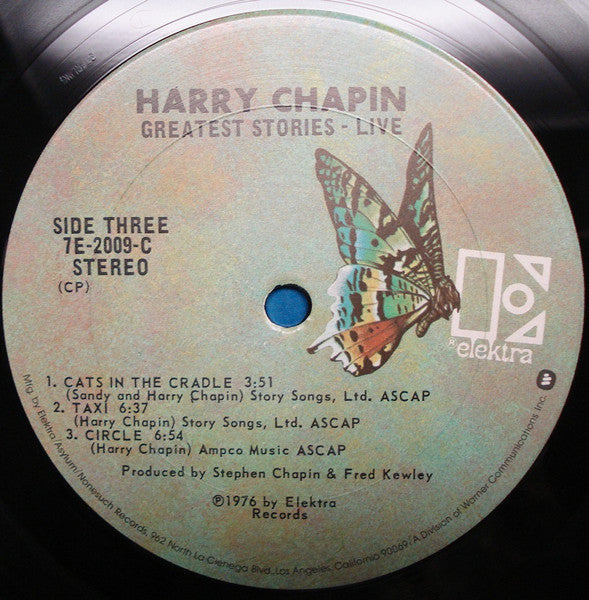 HARRY CHAPIN
GREATEST STORIES - LIVE
SIDE THREE
7E-2009-C
STEREO
(CP)
® elektra
1. CATS IN THE CRADLE 3:51
(Sandy and Harry Chapin) Story Songs, Ltd. ASCAP
2. TAXI 6:37
(Harry Chapin) Story Songs, Ltd. ASCAP
3. CIRCLE 6:54
(Harry Chapin) Ampco Music ASCAP
Produced by Stephen Chapin & Fred Kewley
℗1976 by Elektra
Records
Mfg. by Elektra/Asylum/Nonesuch Records, 962 North La Cienega Blvd., Los Angeles, California 90069/A Division of Warner Communications Inc.